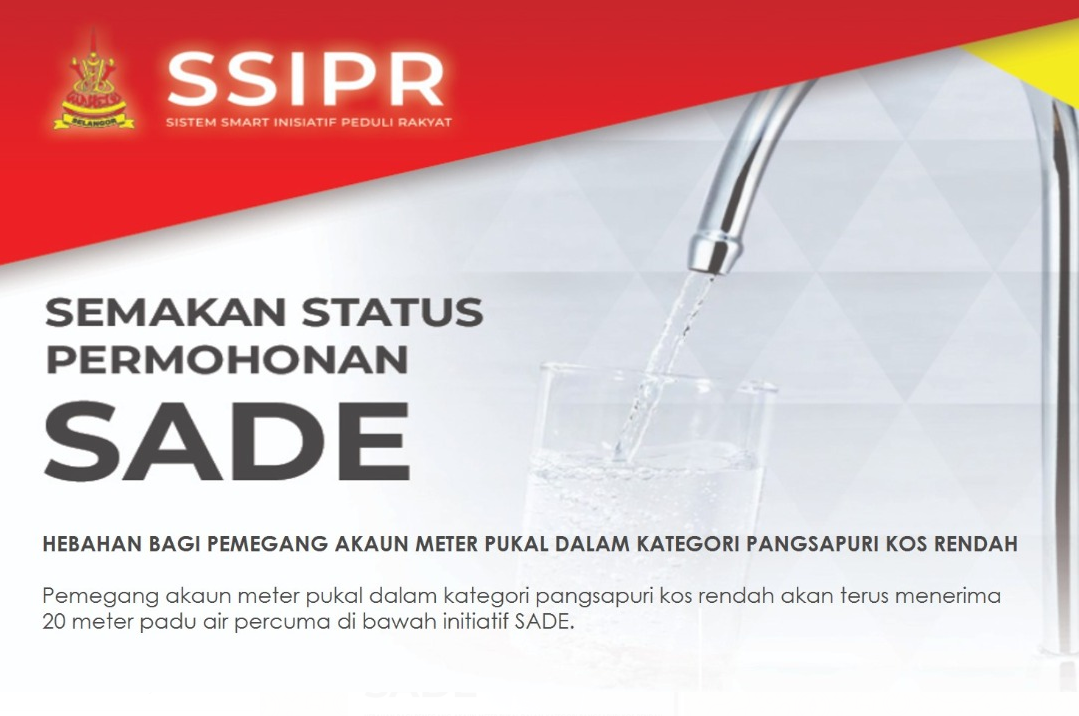 SELANGOR
SSIPR
SISTEM SMART INISIATIF PEDULI RAKYAT
SEMAKAN STATUS
PERMOHONAN
SADE
HEBAHAN BAGI PEMEGANG AKAUN METER PUKAL DALAM KATEGORI PANGSAPURI KOS RENDAH
Pemegang akaun meter pukal dalam kategori pangsapuri kos rendah akan terus menerima
20 meter padu air percuma di bawah initiatif SADE.